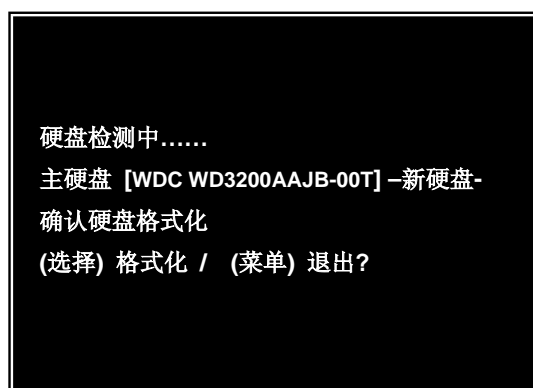 硬盘检测中……
主硬盘 [WDC WD3200AAJB-00T] –新硬盘-
确认硬盘格式化
(选择) 格式化 / (菜单) 退出?